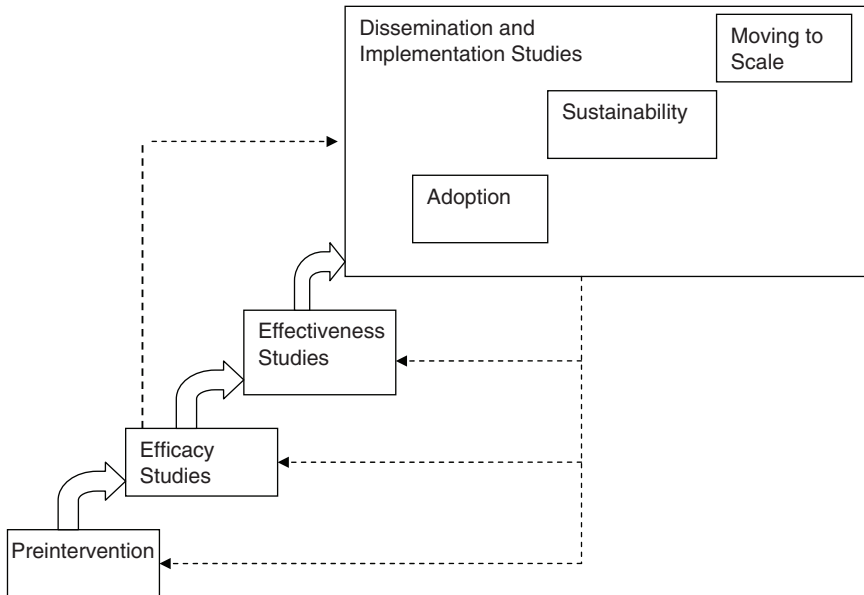 Dissemination and
Implementation Studies
Moving to
Scale
Sustainability
Adoption
Effectiveness
Studies
Efficacy
Studies
Preintervention